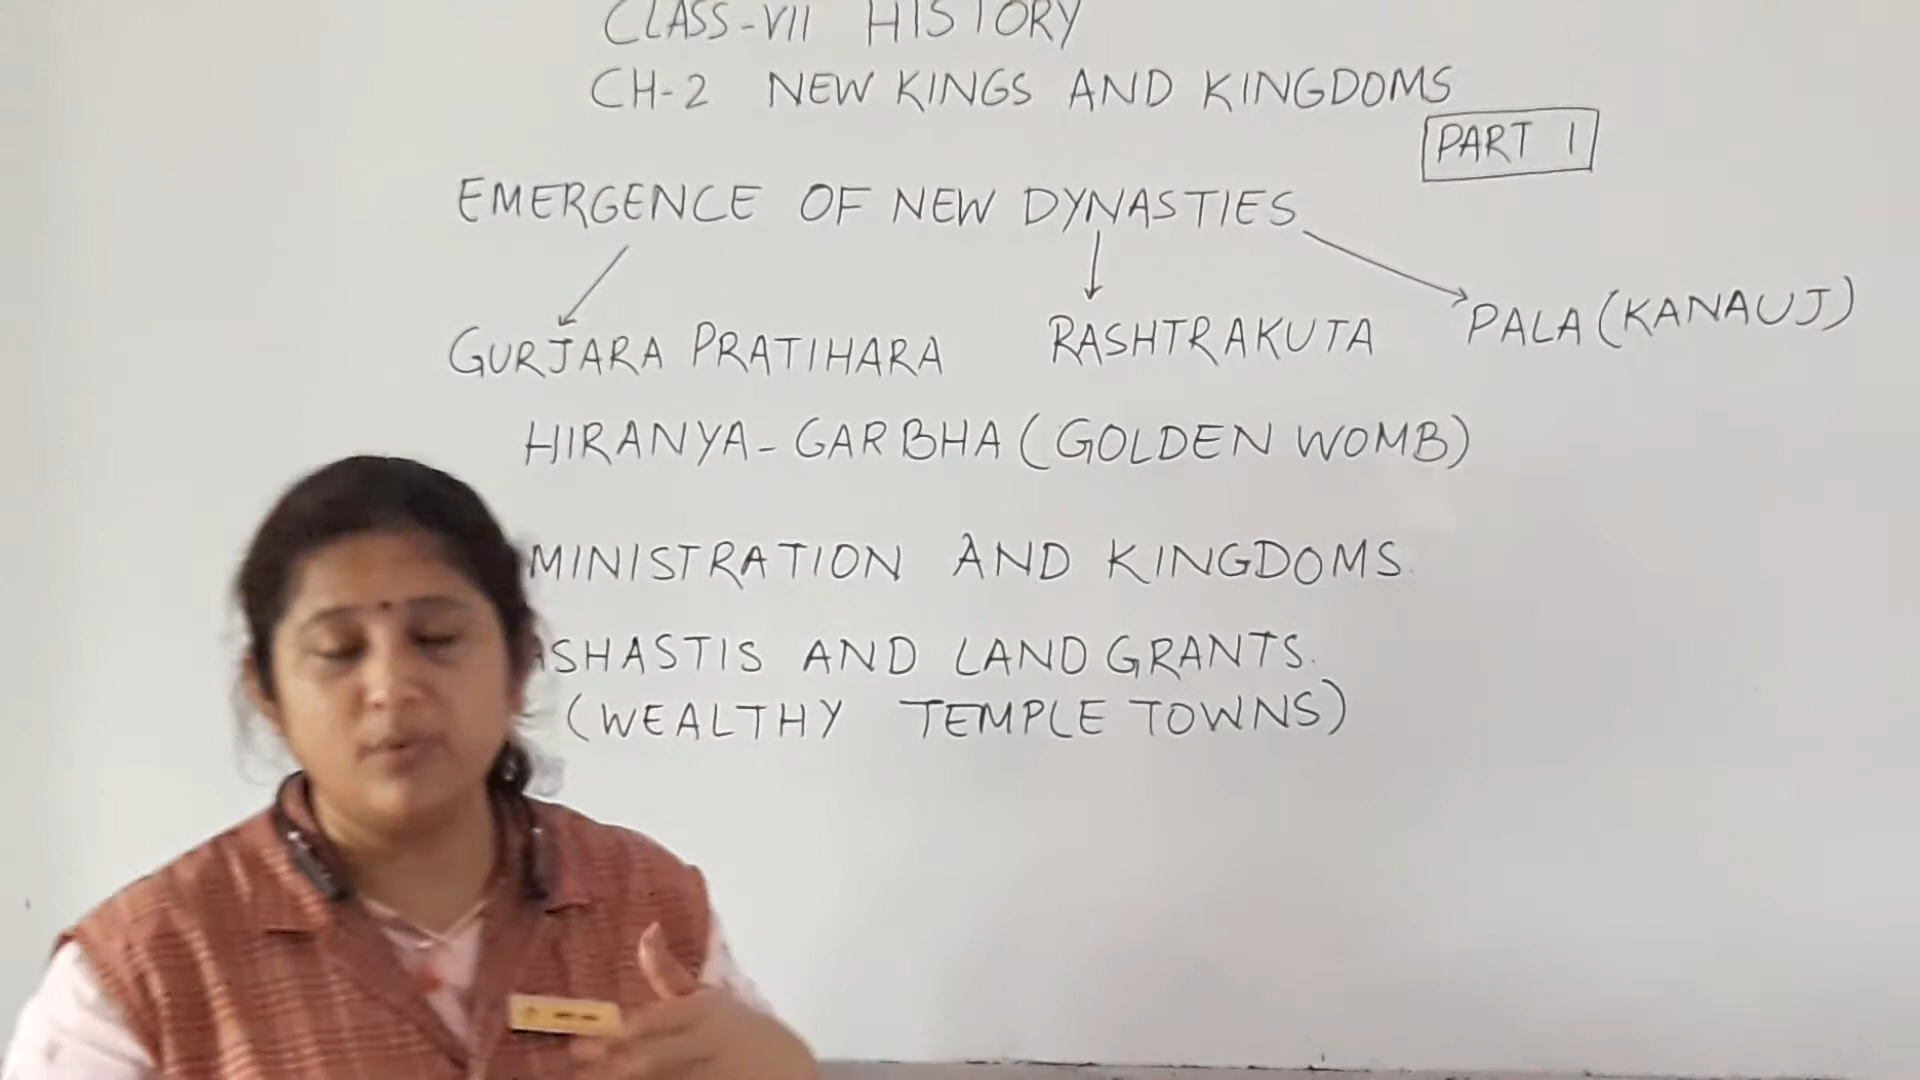 CLASS-VII HISTORY
CH-2 NEW KINGS AND KINGDOMS
PART 1
EMERGENCE OF NEW DYNASTIES
GURJARA PRATIHARA RASHTRAKUTA PALA (KANAUJ)
HIRANYA-GARBHA (GOLDEN WOMB)
MINISTRATION AND KINGDOMS.
ASHASTIS AND LAND GRANTS.
(WEALTHY TEMPLE TOWNS)